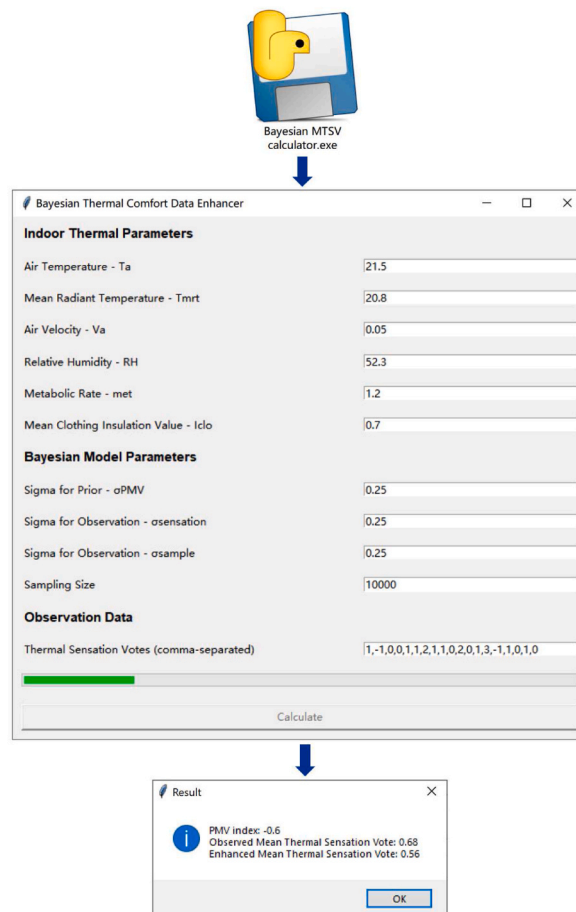 Bayesian MTSV
calculator.exe
Bayesian Thermal Comfort Data Enhancer
Indoor Thermal Parameters
Air Temperature - Ta 21.5
Mean Radiant Temperature - Tmrt 20.8
Air Velocity - Va 0.05
Relative Humidity - RH 52.3
Metabolic Rate - met 1.2
Mean Clothing Insulation Value - Iclo 0.7
Bayesian Model Parameters
Sigma for Prior - σPMV 0.25
Sigma for Observation - σsensation 0.25
Sigma for Observation - σsample 0.25
Sampling Size 10000
Observation Data
Thermal Sensation Votes (comma-separated) 1,-1,0,0,1,1,2,1,1,0,2,0,1,3,-1,1,0,1,0
Calculate
Result
PMV index: -0.6
Observed Mean Thermal Sensation Vote: 0.68
Enhanced Mean Thermal Sensation Vote: 0.56
OK